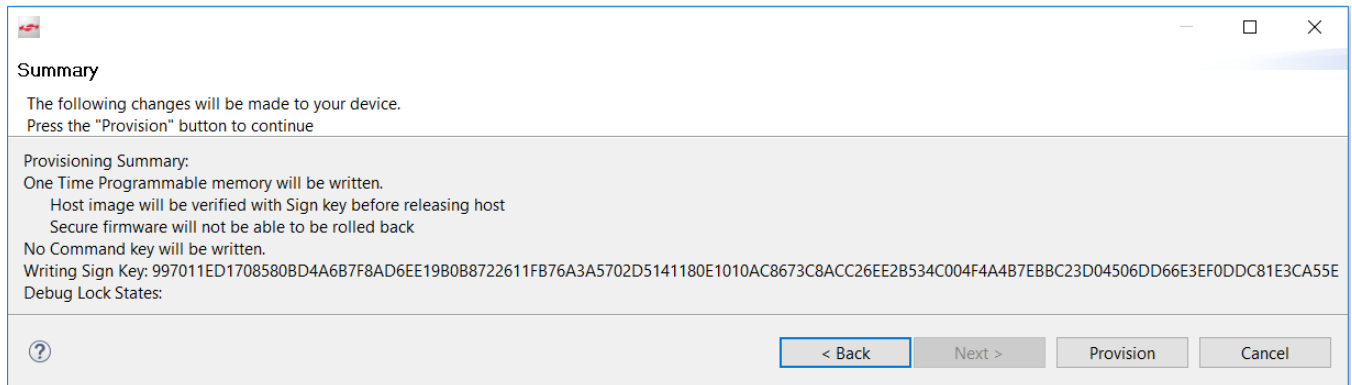 Summary
The following changes will be made to your device.
Press the "Provision" button to continue
Provisioning Summary:
One Time Programmable memory will be written.
Host image will be verified with Sign key before releasing host
Secure firmware will not be able to be rolled back
No Command key will be written.
Writing Sign Key: 997011ED1708580BD4A6B7F8AD6EE19B0B8722611FB76A3A5702D5141180E1010AC8673C8ACC26EE2B534C004F4A4B7EBBC23D04506DD66E3EF0DDC81E3CA55E
Debug Lock States:
< Back Next > Provision Cancel